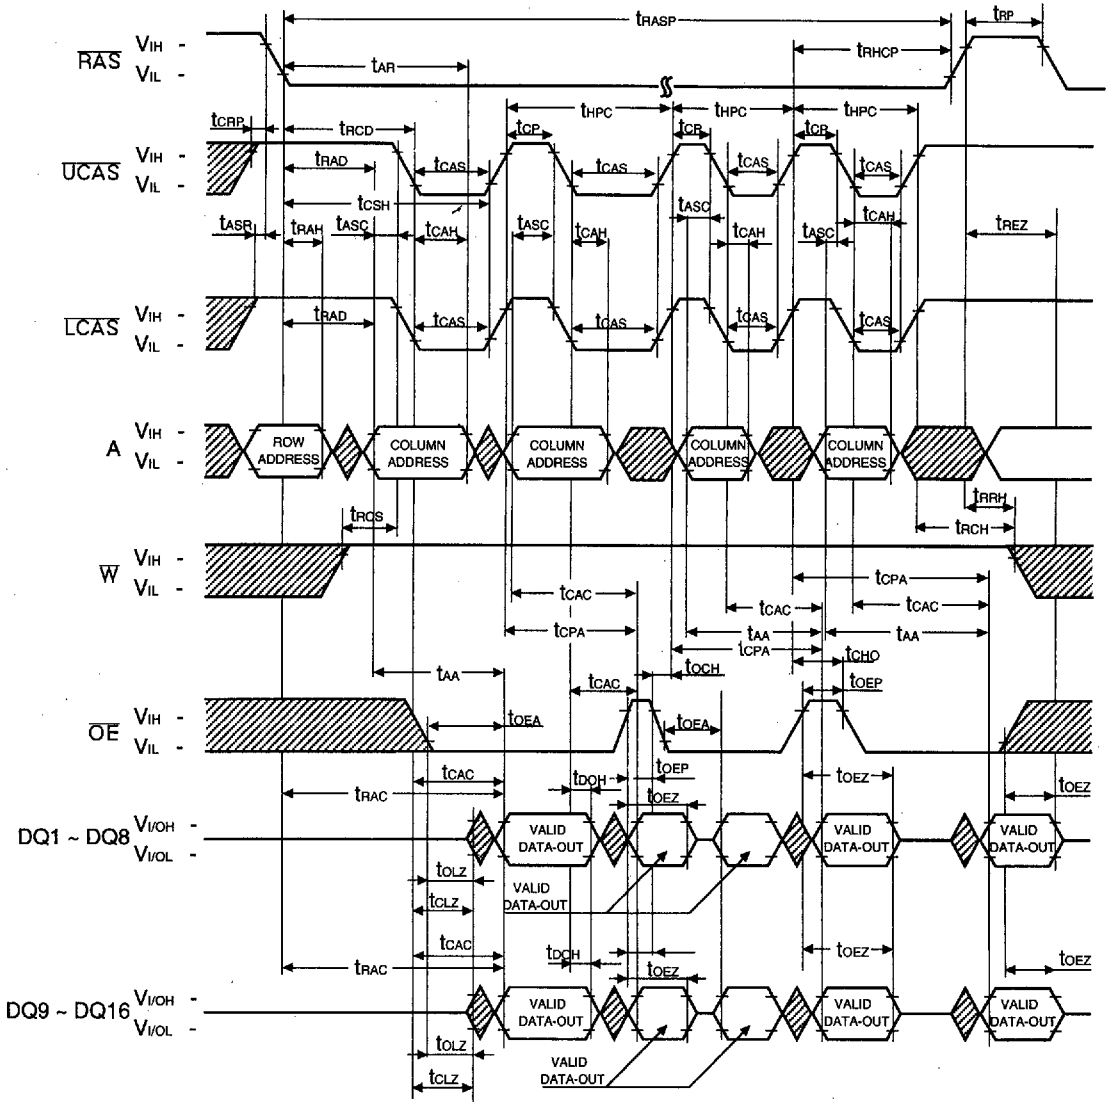 tRASP
tRP
RAS
VIH -
VIL -
tAR
tRHCP
tHPC
tHPC
tHPC
tCRP
tRCD
tCP
tCP
tCP
UCAS
VIH -
VIL -
tRAD
tCAS
tCAS
tCAS
tCAS
tCSH
tASR
tRAH
tASC
tCAH
tASC
tCAH
tASC
tCAH
tASC
tCAH
tREZ
LCAS
VIH -
VIL -
tRAD
tCAS
tCAS
tCAS
tCAS
A
VIH -
VIL -
ROW
ADDRESS
COLUMN
ADDRESS
COLUMN
ADDRESS
COLUMN
ADDRESS
COLUMN
ADDRESS
tRCS
tRRH
tRCH
W
VIH -
VIL -
tCAC
tCPA
tCAC
tCAC
tCPA
tAA
tAA
tCPA
tAA
tCAC
tOCH
tCHO
tOEP
OE
VIH -
VIL -
tOEA
tOEA
tCAC
tRAC
tDOH
tOEP
tOEZ
tOEZ
tOEZ
DQ1 ~ DQ8
VI/OH -
VI/OL -
VALID
DATA-OUT
VALID
DATA-OUT
VALID
DATA-OUT
tOLZ
tCLZ
VALID
DATA-OUT
tCAC
tRAC
tDOH
tOEZ
tOEZ
tOEZ
DQ9 ~ DQ16
VI/OH -
VI/OL -
VALID
DATA-OUT
VALID
DATA-OUT
VALID
DATA-OUT
tOLZ
tCLZ
VALID
DATA-OUT